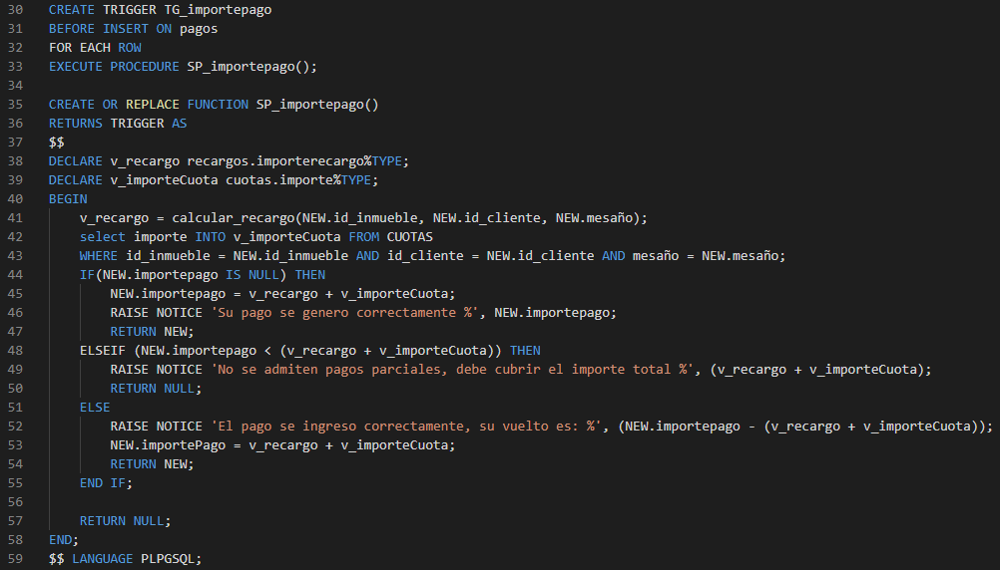 30 CREATE TRIGGER TG_importepago
31 BEFORE INSERT ON pagos
32 FOR EACH ROW
33 EXECUTE PROCEDURE SP_importepago();
34
35 CREATE OR REPLACE FUNCTION SP_importepago()
36 RETURNS TRIGGER AS
37 $$
38 DECLARE v_recargo recargos.importerecargo%TYPE;
39 DECLARE v_importeCuota cuotas.importe%TYPE;
40 BEGIN
41     v_recargo = calcular_recargo(NEW.id_inmueble, NEW.id_cliente, NEW.mesaño);
42     select importe INTO v_importeCuota FROM CUOTAS
43     WHERE id_inmueble = NEW.id_inmueble AND id_cliente = NEW.id_cliente AND mesaño = NEW.mesaño;
44     IF(NEW.importepago IS NULL) THEN
45         NEW.importepago = v_recargo + v_importeCuota;
46         RAISE NOTICE 'Su pago se genero correctamente %', NEW.importepago;
47         RETURN NEW;
48     ELSEIF (NEW.importepago < (v_recargo + v_importeCuota)) THEN
49         RAISE NOTICE 'No se admiten pagos parciales, debe cubrir el importe total %', (v_recargo + v_importeCuota);
50         RETURN NULL;
51     ELSE
52         RAISE NOTICE 'El pago se ingreso correctamente, su vuelto es: %', (NEW.importepago - (v_recargo + v_importeCuota));
53         NEW.importePago = v_recargo + v_importeCuota;
54         RETURN NEW;
55     END IF;
56
57     RETURN NULL;
58 END;
59 $$ LANGUAGE PLPGSQL;